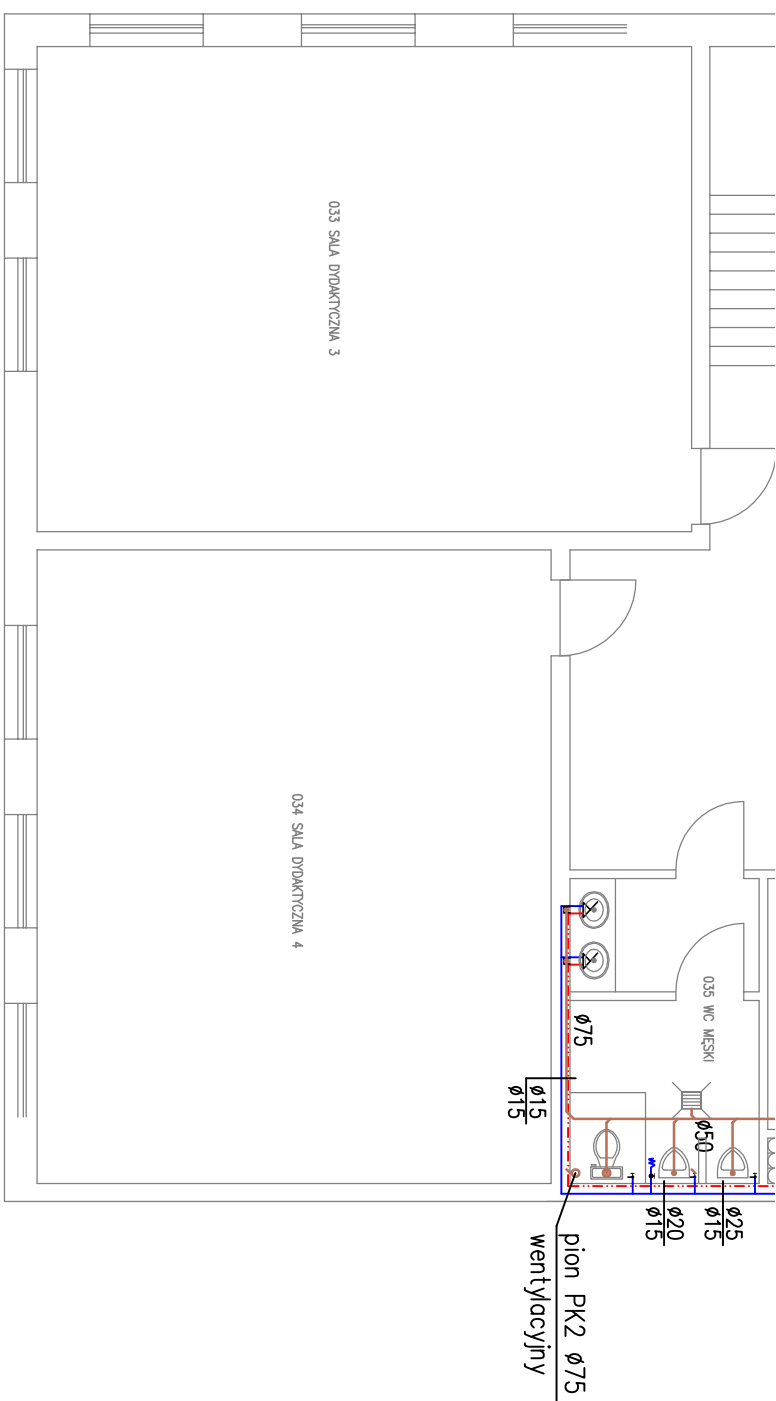 033 SALA DYDAKTYCZNA 3
034 SALA DYDAKTYCZNA 4
035 WC MĘSKI
ø75
ø15
ø15
ø50
ø25
ø15
ø20
ø15
pion PK2 ø75
wentylacyjny